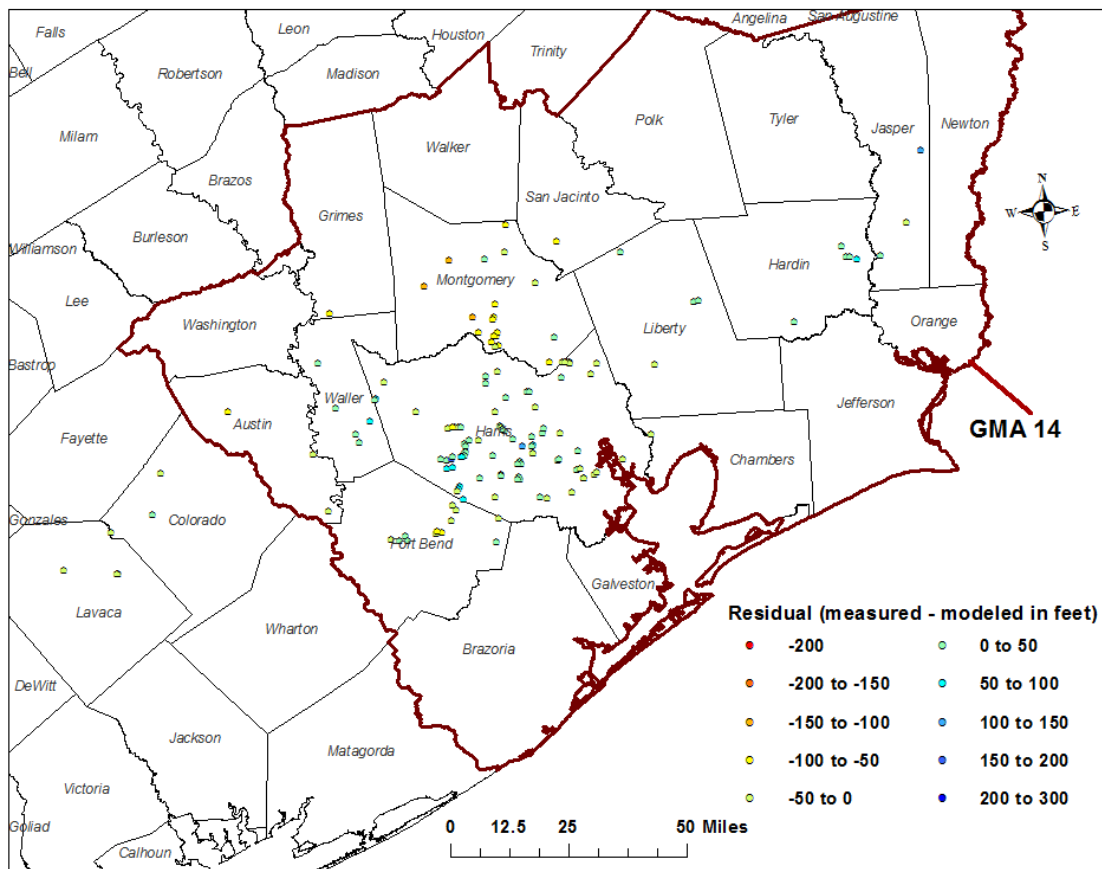 Falls
Leon
Houston
Angelina
San Augustine
Bell
Robertson
Madison
Trinity
Milam
Polk
Tyler
Jasper
Newton
Walker
Brazos
San Jacinto
Grimes
N
W E
S
Williamson
Burleson
Hardin
Montgomery
Lee
Washington
Liberty
Orange
Bastrop
Waller
Jefferson
Austin
Harris
GMA 14
Fayette
Chambers
Gonzales
Colorado
Fort Bend
Galveston
Lavaca
Wharton
Brazoria
DeWitt
Jackson
Matagorda
Victoria
Goliad
Calhoun
Residual (measured - modeled in feet)
-200
0 to 50
-200 to -150
50 to 100
-150 to -100
100 to 150
-100 to -50
150 to 200
-50 to 0
200 to 300
0 12.5 25 50 Miles